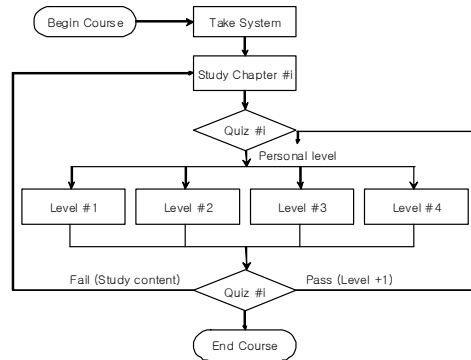 Begin Course
Take System
Study Chapter #i
Quiz #i
Personal level
Level #1
Level #2
Level #3
Level #4
Fail (Study content)
Quiz #i
Pass (Level +1)
End Course